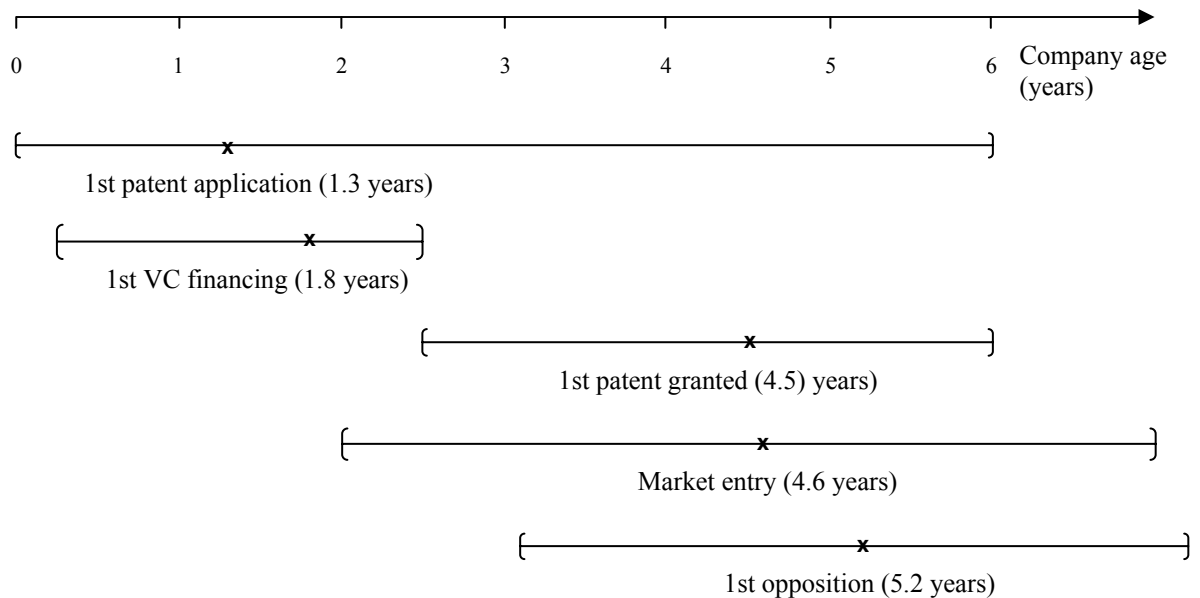 0 1 2 3 4 5 6 Company age
(years)
x
1st patent application (1.3 years)
x
1st VC financing (1.8 years)
x
1st patent granted (4.5) years)
x
Market entry (4.6 years)
x
1st opposition (5.2 years)